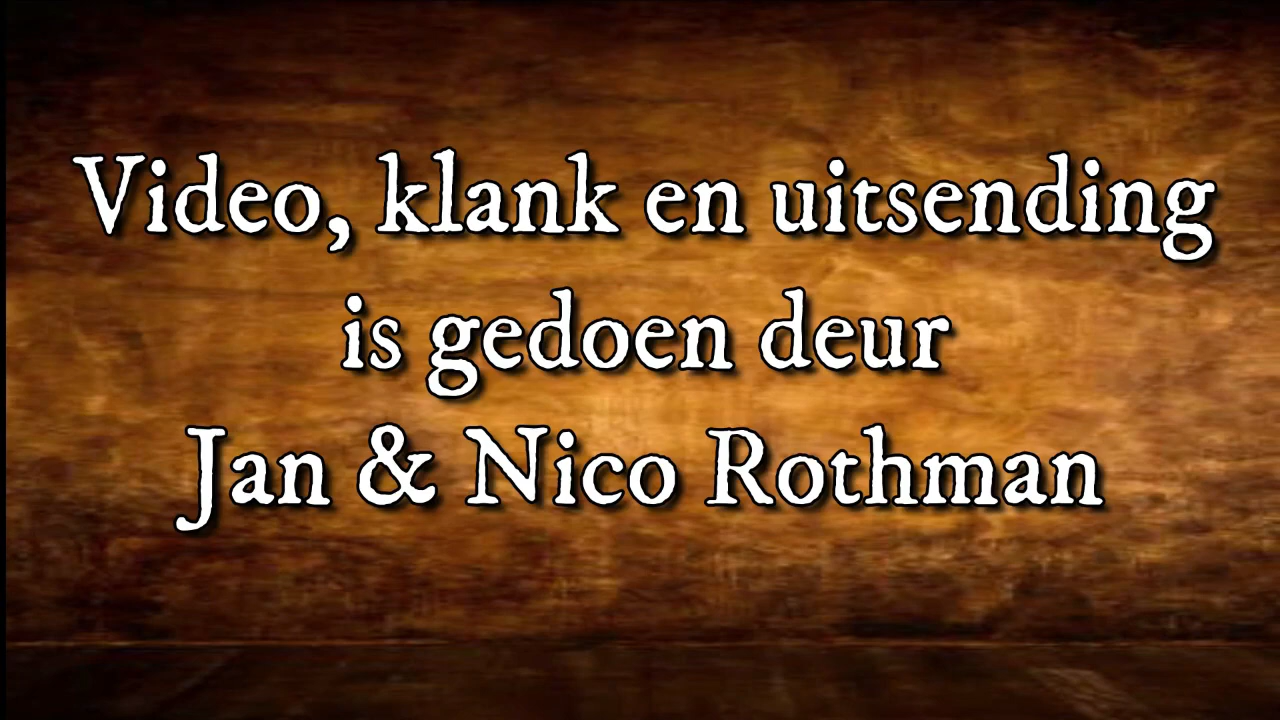 Video, klank en uitsending
is gedoen deur
Jan & Nico Rothman